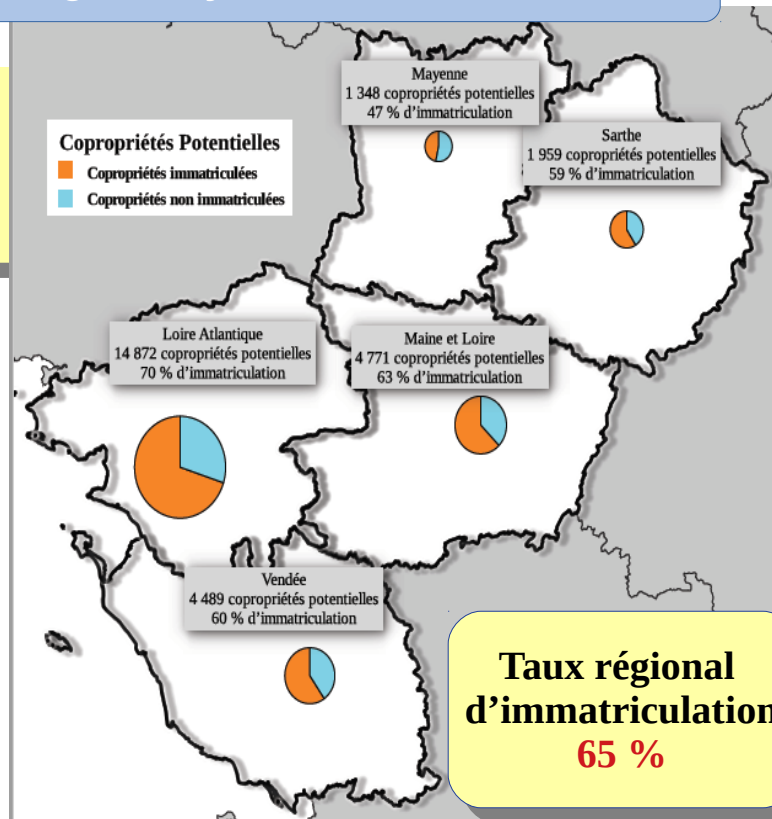 Mayenne
1 348 copropriétés potentielles
47 % d’immatriculation
Sarthe
1 959 copropriétés potentielles
59 % d’immatriculation
Copropriétés Potentielles
Copropriétés immatriculées
Copropriétés non immatriculées
Loire Atlantique
14 872 copropriétés potentielles
70 % d’immatriculation
Maine et Loire
4 771 copropriétés potentielles
63 % d’immatriculation
Vendée
4 489 copropriétés potentielles
60 % d’immatriculation
Taux régional
d’immatriculation
65 %